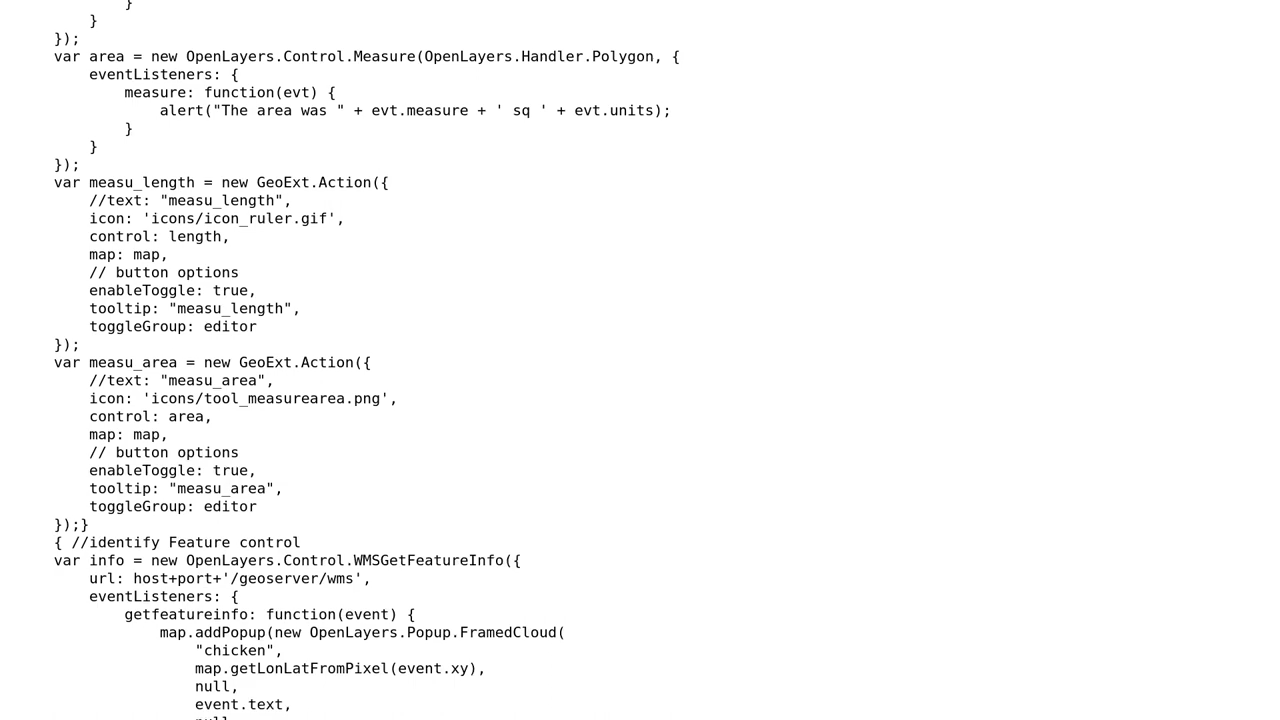 }
}
});
var area = new OpenLayers.Control.Measure(OpenLayers.Handler.Polygon, {
eventListeners: {
measure: function(evt) {
alert("The area was " + evt.measure + ' sq ' + evt.units);
}
}
});
var measu_length = new GeoExt.Action({
//text: "measu_length",
icon: 'icons/icon_ruler.gif',
control: length,
map: map,
// button options
enableToggle: true,
tooltip: "measu_length",
toggleGroup: editor
});
var measu_area = new GeoExt.Action({
//text: "measu_area",
icon: 'icons/tool_measurearea.png',
control: area,
map: map,
// button options
enableToggle: true,
tooltip: "measu_area",
toggleGroup: editor
});}
{ //identify Feature control
var info = new OpenLayers.Control.WMSGetFeatureInfo({
url: host+port+'/geoserver/wms',
eventListeners: {
getfeatureinfo: function(event) {
map.addPopup(new OpenLayers.Popup.FramedCloud(
"chicken",
map.getLonLatFromPixel(event.xy),
null,
event.text,